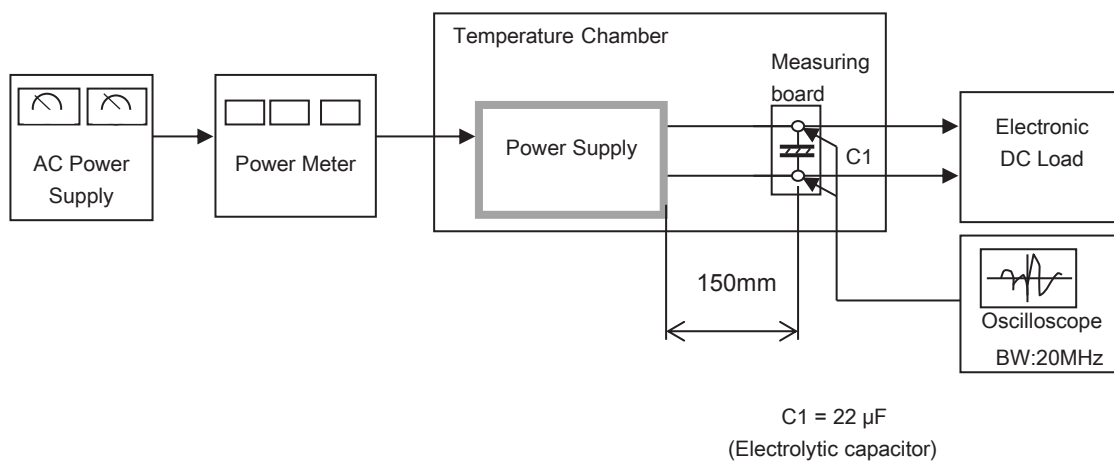 Temperature Chamber
Measuring
board
AC Power
Supply
Power Meter
Power Supply
C1
Electronic
DC Load
150mm
Oscilloscope
BW:20MHz
C1 = 22 µF
(Electrolytic capacitor)